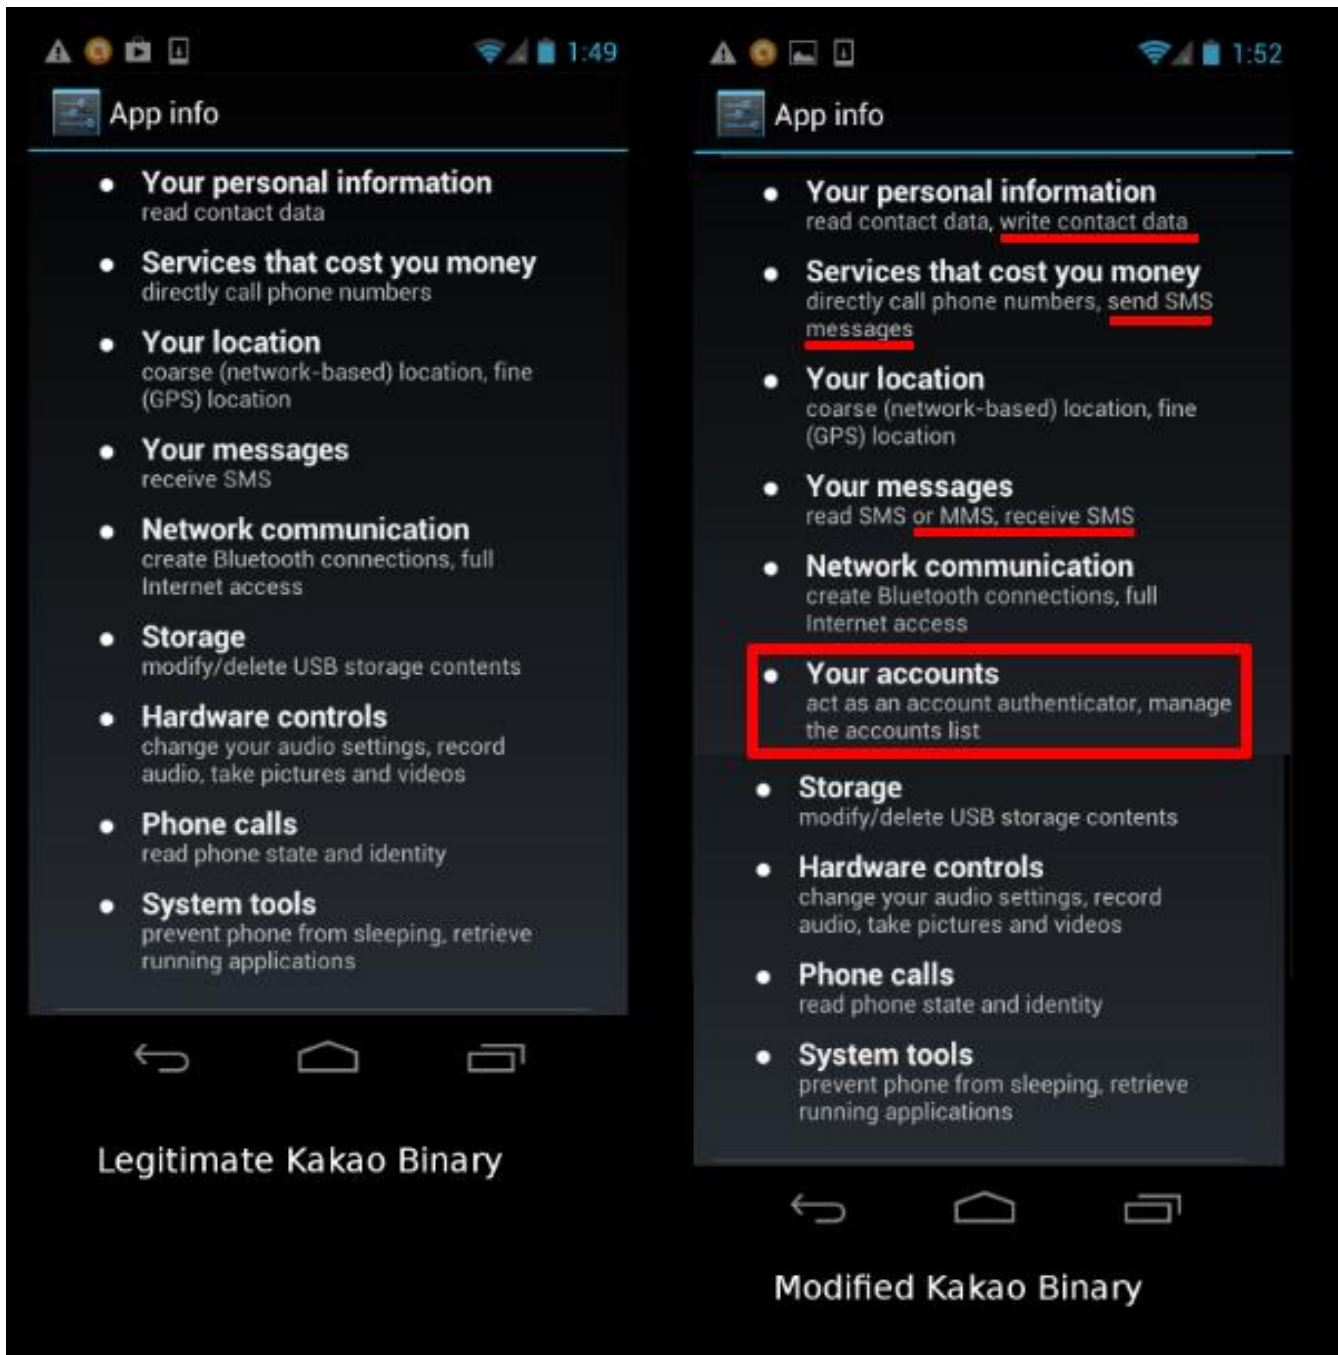 1:49
App info
Your personal information
read contact data
Services that cost you money
directly call phone numbers
Your location
coarse (network-based) location, fine
(GPS) location
Your messages
receive SMS
Network communication
create Bluetooth connections, full
Internet access
Storage
modify/delete USB storage contents
Hardware controls
change your audio settings, record
audio, take pictures and videos
Phone calls
read phone state and identity
System tools
prevent phone from sleeping, retrieve
running applications
Legitimate Kakao Binary
1:52
App info
Your personal information
read contact data, write contact data
Services that cost you money
directly call phone numbers, send SMS
messages
Your location
coarse (network-based) location, fine
(GPS) location
Your messages
read SMS or MMS, receive SMS
Network communication
create Bluetooth connections, full
Internet access
Your accounts
act as an account authenticator, manage
the accounts list
Storage
modify/delete USB storage contents
Hardware controls
change your audio settings, record
audio, take pictures and videos
Phone calls
read phone state and identity
System tools
prevent phone from sleeping, retrieve
running applications
Modified Kakao Binary